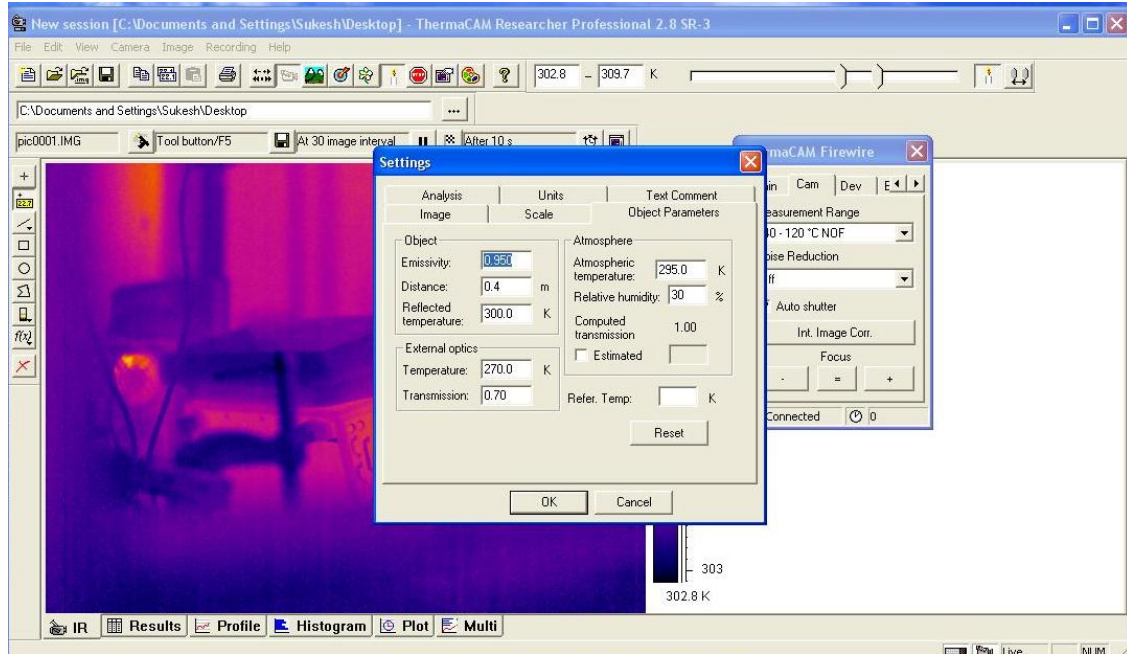 New session [C:\Documents and Settings\Sukesh\Desktop] - ThermaCAM Researcher Professional 2.8 SR-3
File Edit View Camera Image Recording Help
302.8 – 309.7 K
C:\Documents and Settings\Sukesh\Desktop ...
pic0001.IMG Tool button/F5 At 30 image interval After 10 s
Settings
Analysis Units Text Comment
Image Scale Object Parameters
Object
Emissivity: 0.950
Distance: 0.4 m
Reflected temperature: 300.0 K
External optics
Temperature: 270.0 K
Transmission: 0.70
Atmosphere
Atmospheric temperature: 295.0 K
Relative humidity: 30 %
Computed transmission 1.00
Estimated
Refer. Temp: K
Reset
OK Cancel
maCAM Firewire
in Cam Dev E
easurement Range
40 - 120 °C NOF
oise Reduction
ff
Auto shutter
Int. Image Corr.
Focus
- = +
Connected 0
22.7
f(x)
303
302.8 K
IR Results Profile Histogram Plot Multi
Live NUM